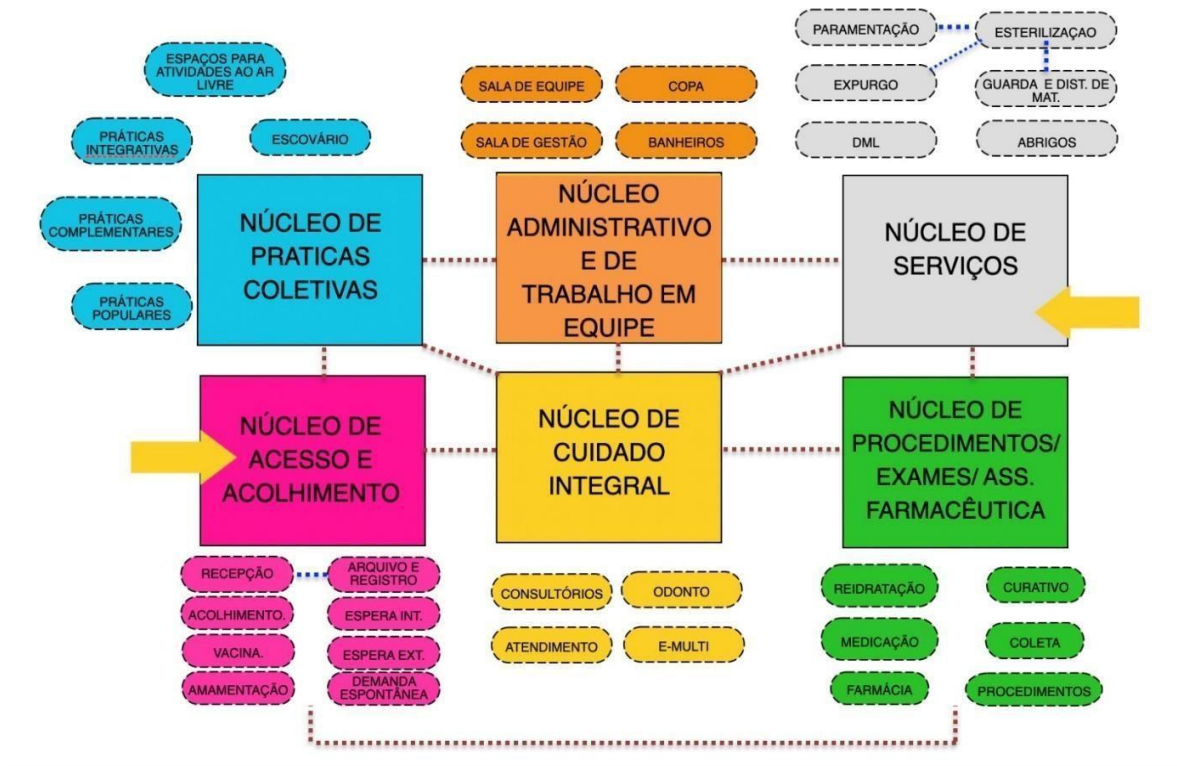 ESPAÇOS PARA
ATIVIDADES AO AR
LIVRE
PRÁTICAS
INTEGRATIVAS
ESCOVÁRIO
PRÁTICAS
COMPLEMENTARES
PRÁTICAS
POPULARES
NÚCLEO DE
PRATICAS
COLETIVAS
SALA DE EQUIPE
COPA
SALA DE GESTÃO
BANHEIROS
NÚCLEO
ADMINISTRATIVO
E DE
TRABALHO EM
EQUIPE
PARAMENTAÇÃO
ESTERILIZAÇAO
EXPURGO
GUARDA E DIST. DE
MAT.
DML
ABRIGOS
NÚCLEO DE
SERVIÇOS
NÚCLEO DE
ACESSO E
ACOLHIMENTO
RECEPÇÃO
ARQUIVO E
REGISTRO
ACOLHIMENTO.
ESPERA INT.
VACINA.
ESPERA EXT.
AMAMENTAÇÃO
DEMANDA
ESPONTÂNEA
NÚCLEO DE
CUIDADO
INTEGRAL
CONSULTÓRIOS
ODONTO
ATENDIMENTO
E-MULTI
NÚCLEO DE
PROCEDIMENTOS/
EXAMES/ ASS.
FARMACÊUTICA
REIDRATAÇÃO
CURATIVO
MEDICAÇÃO
COLETA
FARMÁCIA
PROCEDIMENTOS